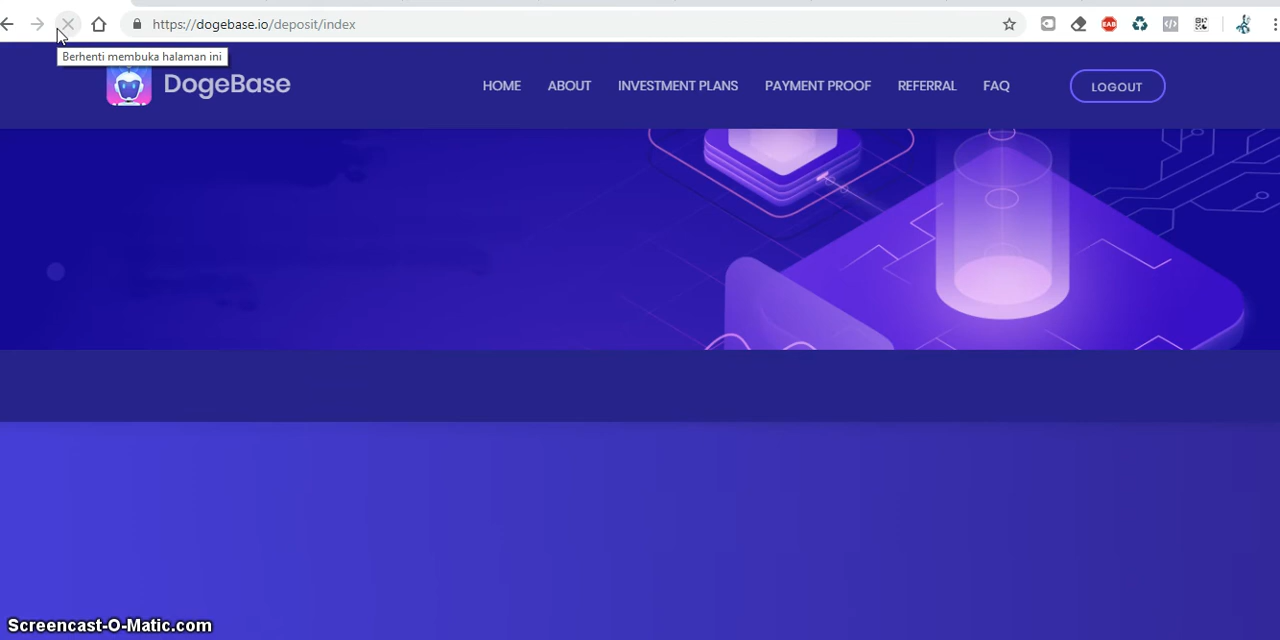 https://dogebase.io/deposit/index
EAB
Berhenti membuka halaman ini
DogeBase
HOME ABOUT INVESTMENT PLANS PAYMENT PROOF REFERRAL FAQ LOGOUT
Screencast-O-Matic.com